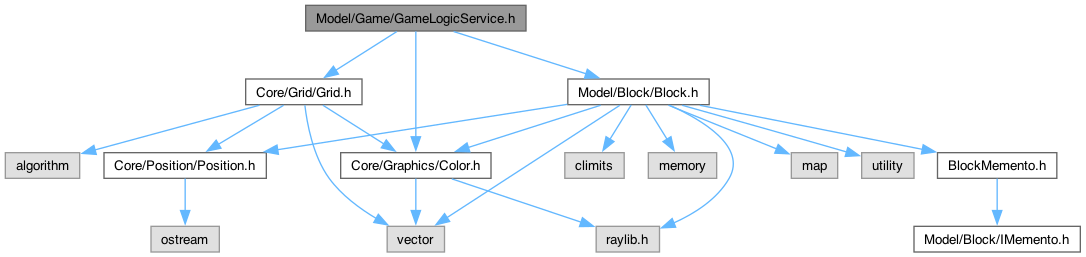 Model/Game/GameLogicService.h
Core/Grid/Grid.h
Model/Block/Block.h
algorithm
Core/Position/Position.h
Core/Graphics/Color.h
climits
memory
map
utility
BlockMemento.h
ostream
vector
raylib.h
Model/Block/IMemento.h